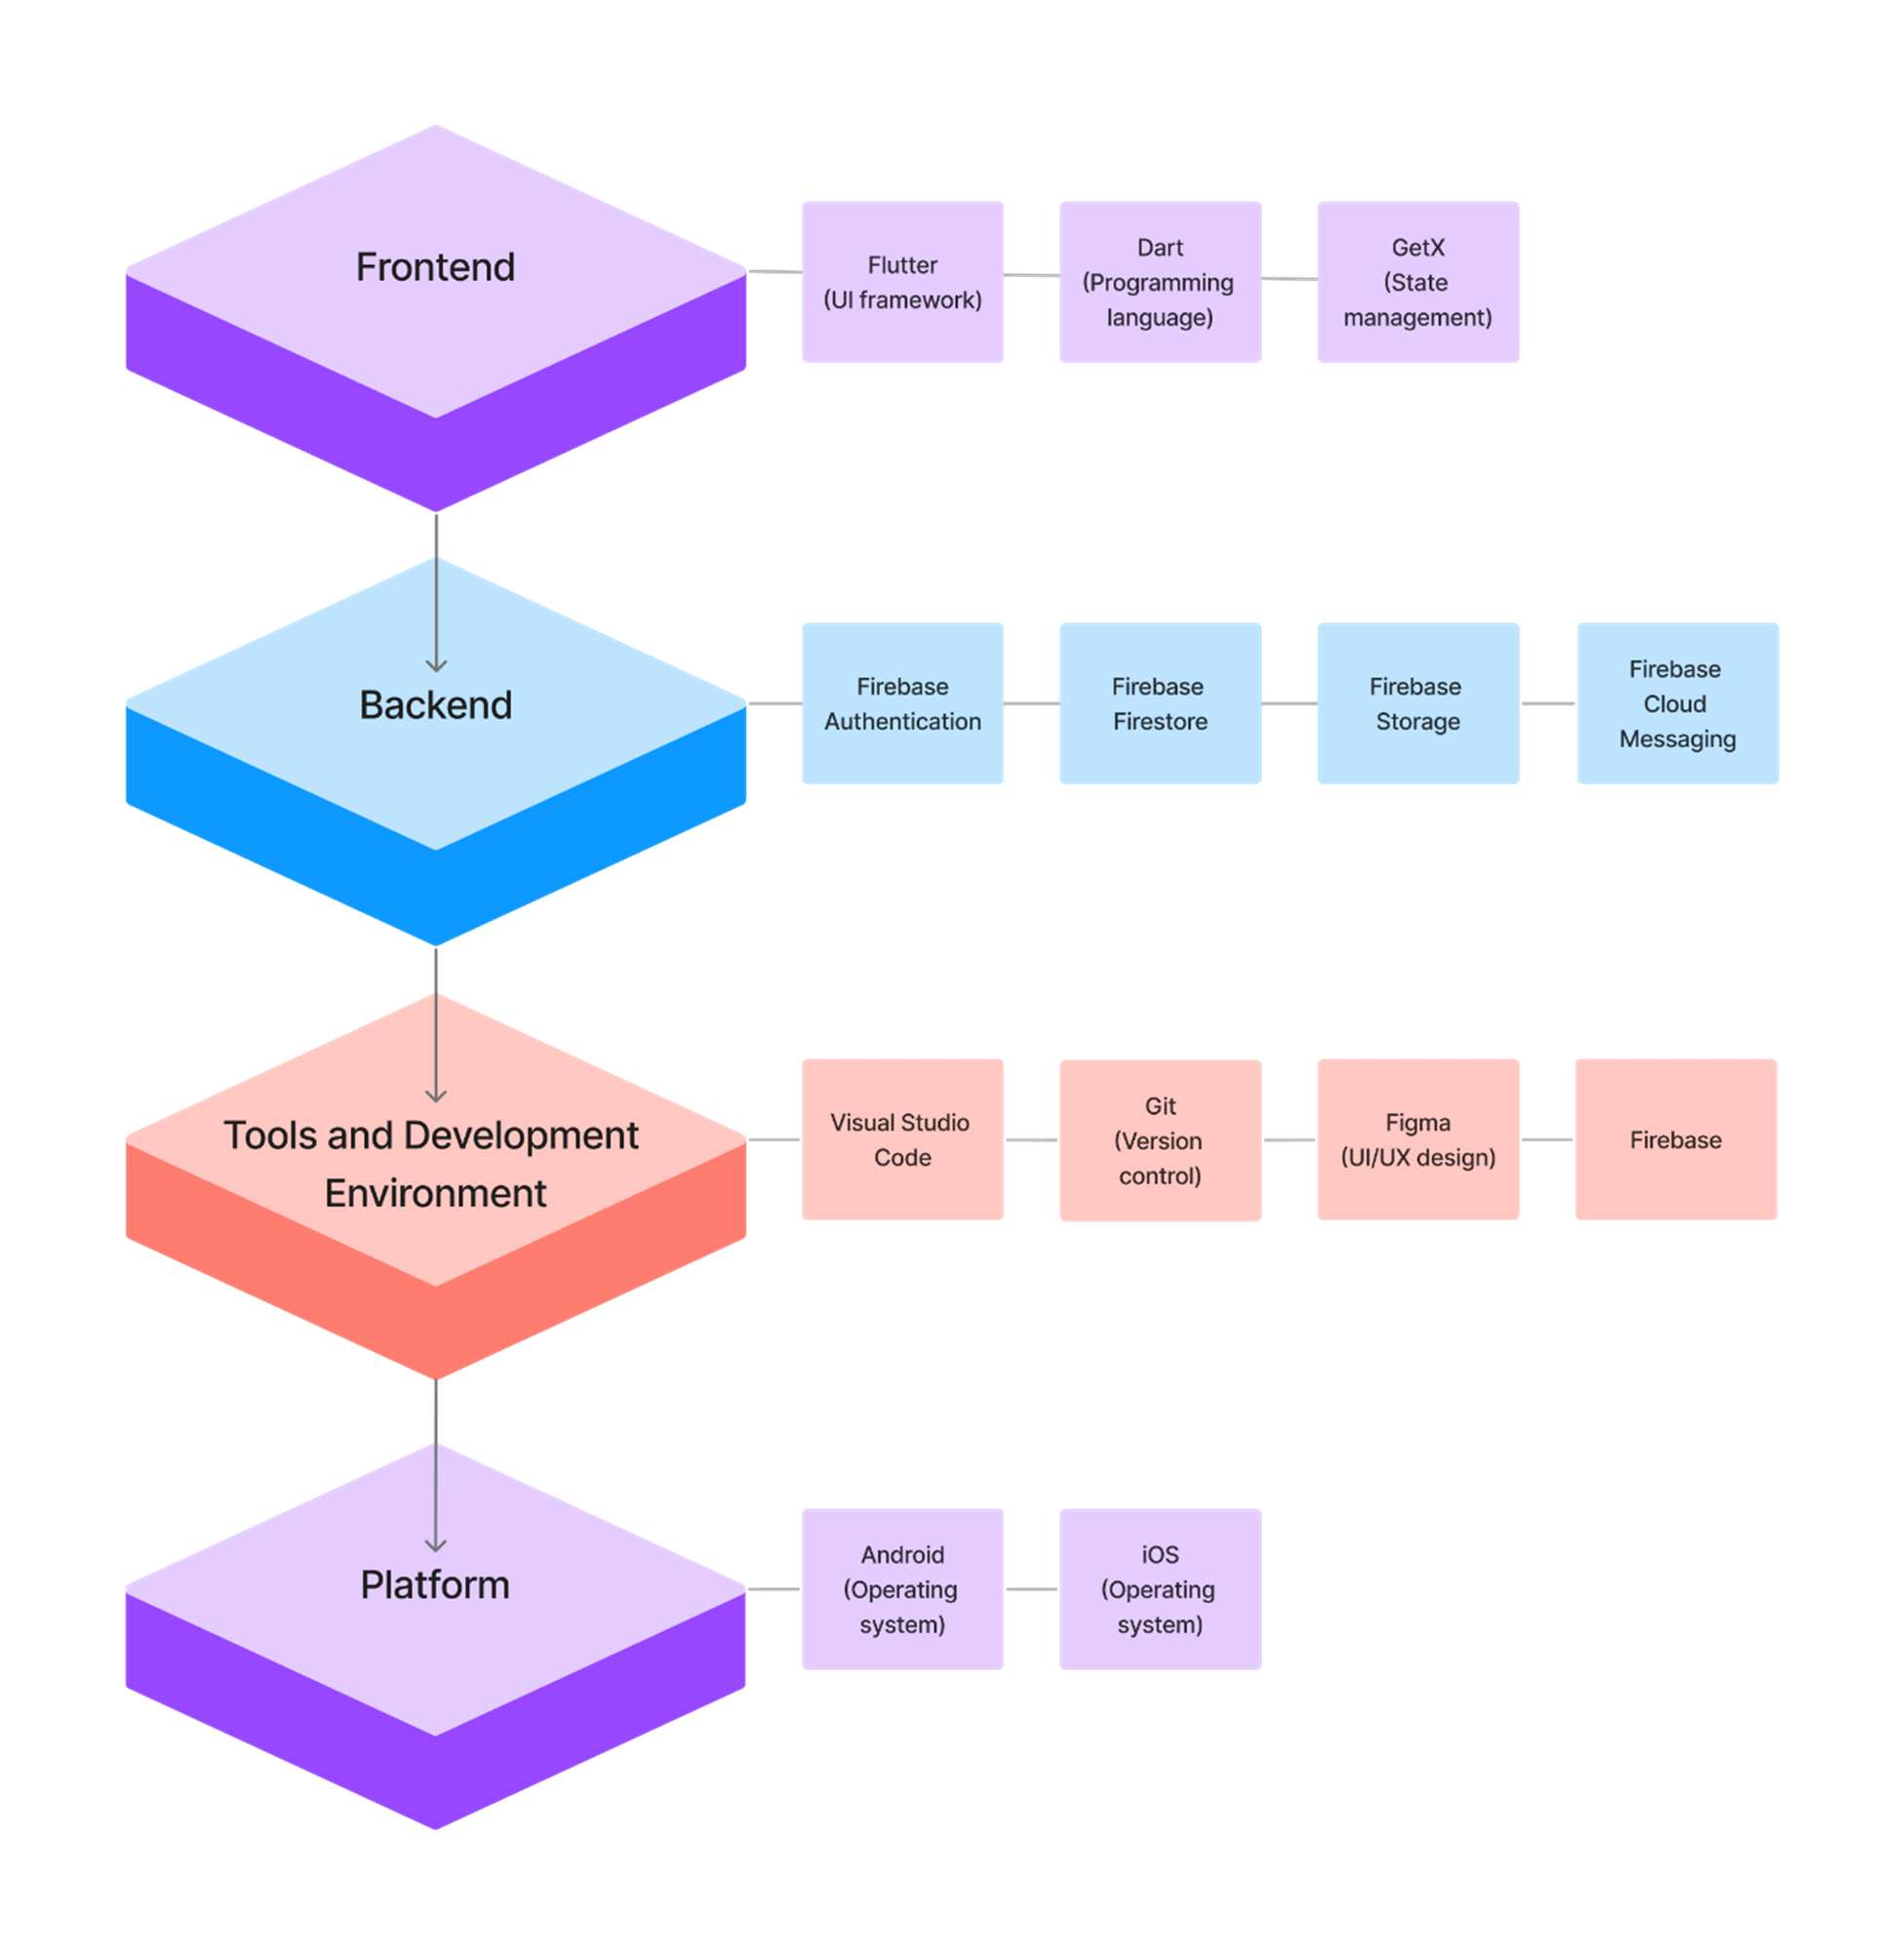 Frontend
Flutter
(UI framework)
Dart
(Programming
language)
GetX
(State
management)
Backend
Firebase
Authentication
Firebase
Firestore
Firebase
Storage
Firebase
Cloud
Messaging
Tools and Development
Environment
Visual Studio
Code
Git
(Version
control)
Figma
(UI/UX design)
Firebase
Platform
Android
(Operating
system)
iOS
(Operating
system)